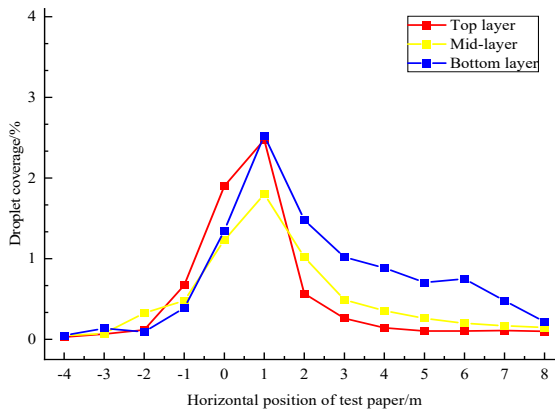 Top layer
Mid-layer
Bottom layer
4
3
2
1
0
Droplet coverage/%
-4 -3 -2 -1 0 1 2 3 4 5 6 7 8
Horizontal position of test paper/m